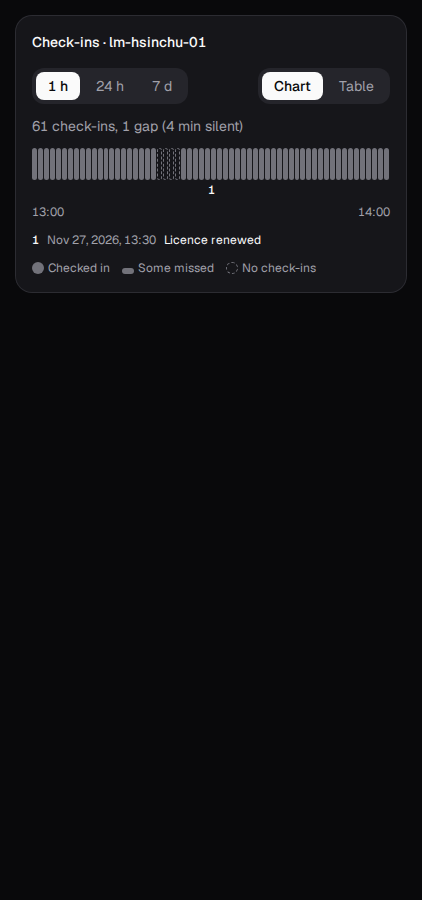 Check-ins · lm-hsinchu-01
1 h 24 h 7 d Chart Table
61 check-ins, 1 gap (4 min silent)
1
13:00 14:00
1 Nov 27, 2026, 13:30 Licence renewed
Checked in Some missed No check-ins